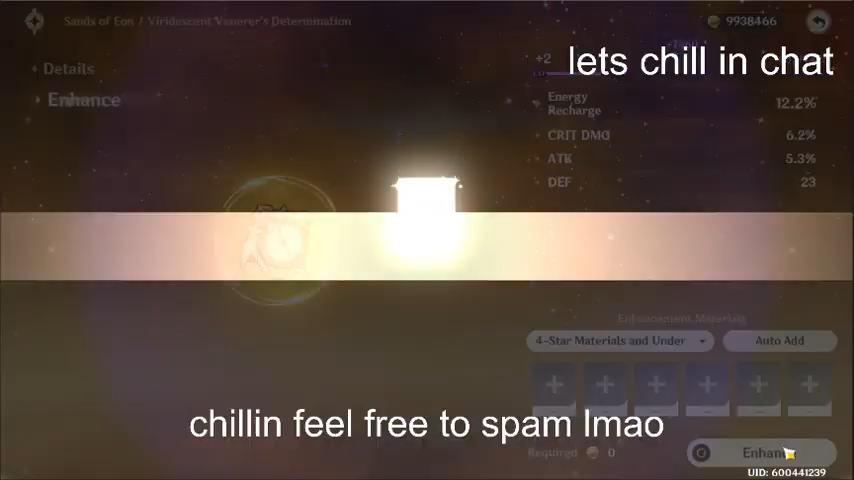 Sands of Eon / Viridescent Venerer's Determination
9938466
lets chill in chat
+2
Details
Enhance
Energy
Recharge
12.2%
CRIT DMG
6.2%
ATK
5.3%
DEF
23
Enhancement Materials
4-Star Materials and Under
Auto Add
chillin feel free to spam lmao
Required
0
Enhance
UID: 600441239